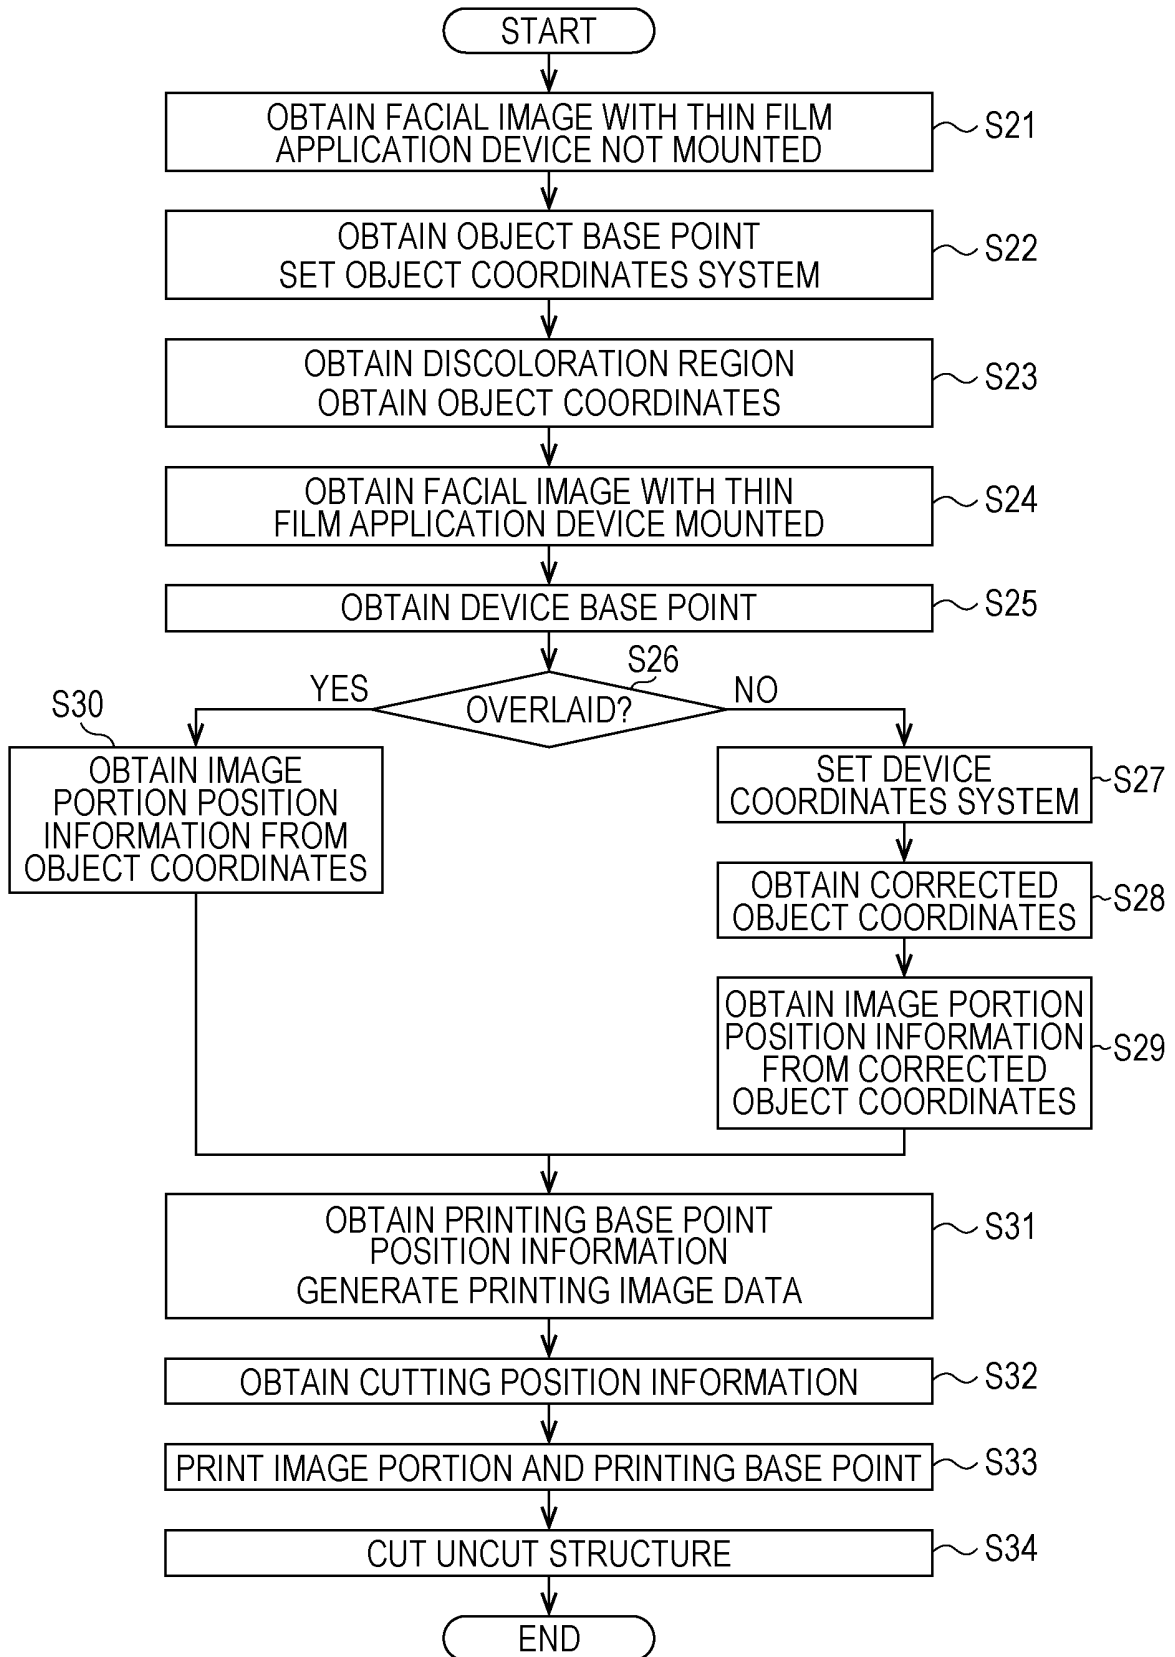 START
OBTAIN FACIAL IMAGE WITH THIN FILM
APPLICATION DEVICE NOT MOUNTED
S21
OBTAIN OBJECT BASE POINT
SET OBJECT COORDINATES SYSTEM
S22
OBTAIN DISCOLORATION REGION
OBTAIN OBJECT COORDINATES
S23
OBTAIN FACIAL IMAGE WITH THIN
FILM APPLICATION DEVICE MOUNTED
S24
OBTAIN DEVICE BASE POINT
S25
S26
OVERLAID?
YES
NO
S30
OBTAIN IMAGE
PORTION POSITION
INFORMATION FROM
OBJECT COORDINATES
SET DEVICE
COORDINATES SYSTEM
S27
OBTAIN CORRECTED
OBJECT COORDINATES
S28
OBTAIN IMAGE PORTION
POSITION INFORMATION
FROM CORRECTED
OBJECT COORDINATES
S29
OBTAIN PRINTING BASE POINT
POSITION INFORMATION
GENERATE PRINTING IMAGE DATA
S31
OBTAIN CUTTING POSITION INFORMATION
S32
PRINT IMAGE PORTION AND PRINTING BASE POINT
S33
CUT UNCUT STRUCTURE
S34
END